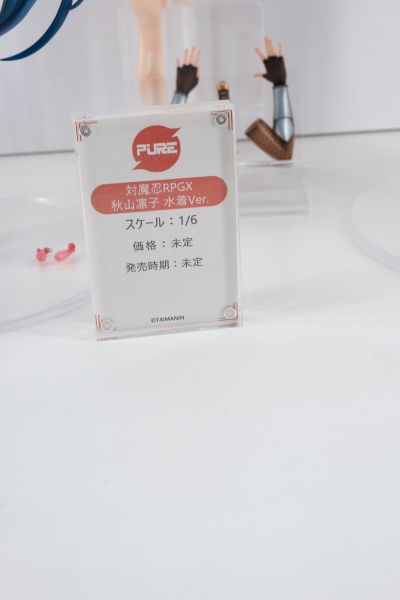 PURE
対魔忍RPGX
秋山凛子 水着Ver.
スケール：1/6
価格：未定
発売時期：未定
©TAIMANIN